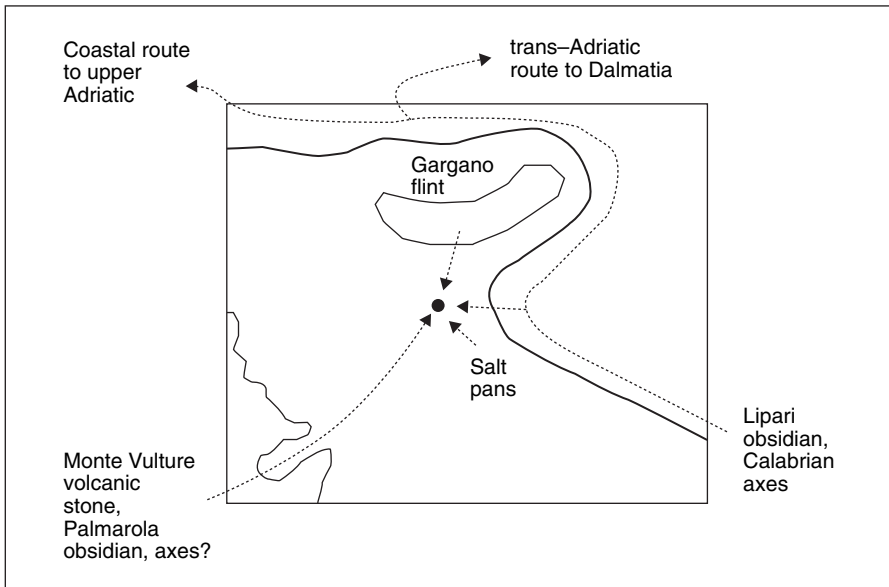 Coastal route
to upper
Adriatic
trans–Adriatic
route to Dalmatia
Gargano
flint
Salt
pans
Lipari
obsidian,
Calabrian
axes
Monte Vulture
volcanic
stone,
Palmarola
obsidian, axes?